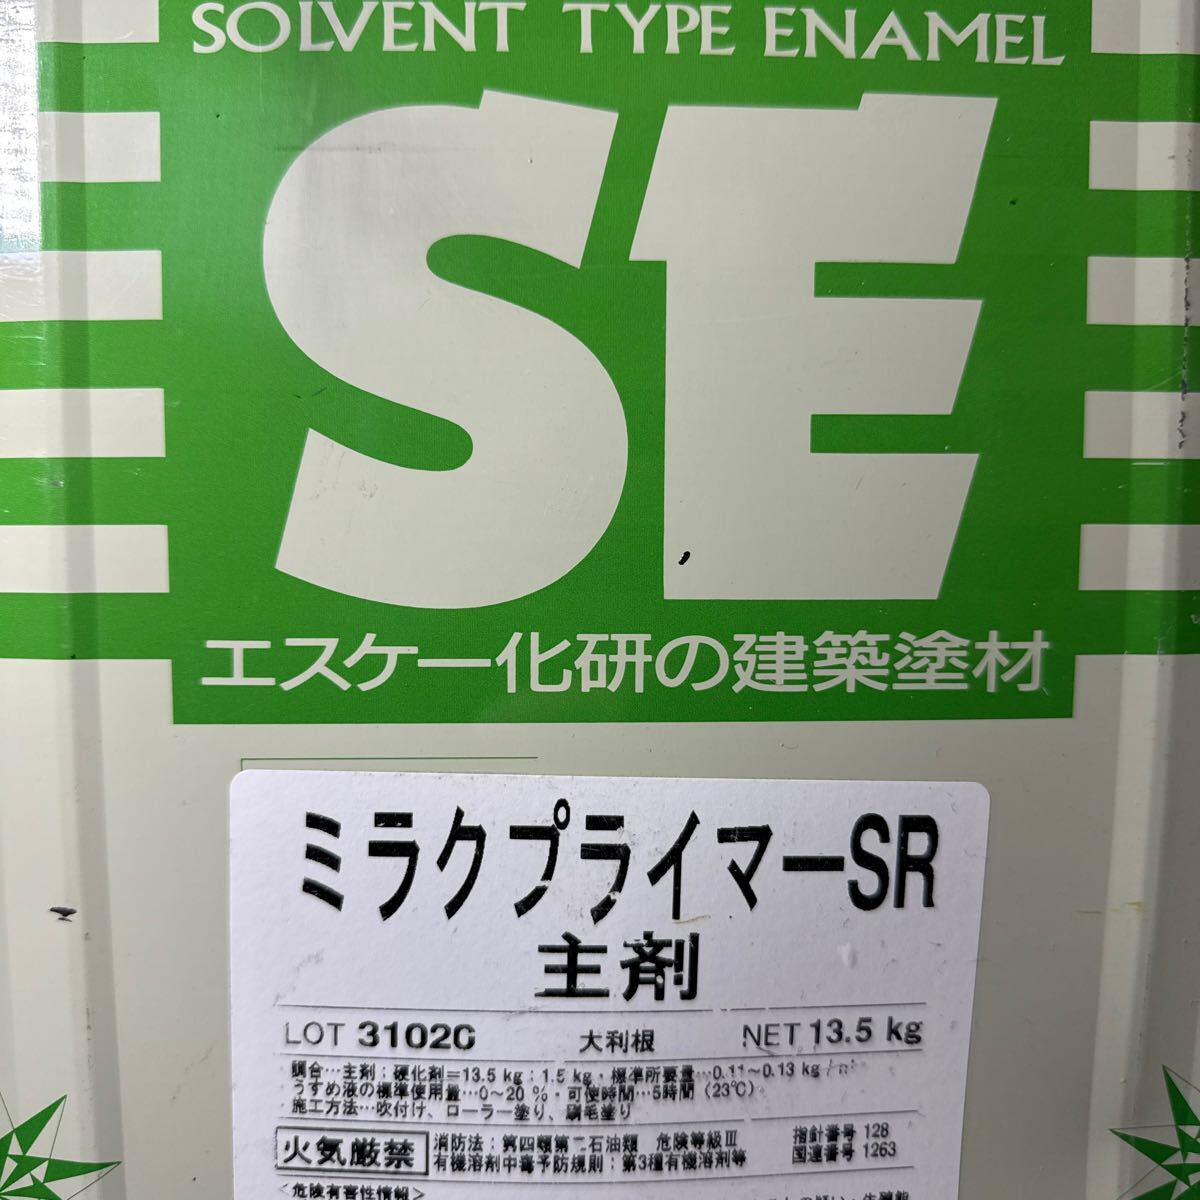 SOLVENT TYPE ENAMEL
SE
エスケー化研の建築塗材
ミラクプライマーSR
主剤
LOT 31020 大利根 NET 13.5 kg
調合…主剤：硬化剤＝13.5 kg：1.5 kg・標準所要量…0.11～0.13 kg/㎡
うすめ液の標準使用量…0～20 %・可使時間…5時間（23℃）
施工方法…吹付け、ローラー塗り、刷毛塗り
火気厳禁
消防法：第四類第二石油類 危険等級Ⅲ 指針番号 128
有機溶剤中毒予防規則：第3種有機溶剤等 国連番号 1263
＜危険有害性情報＞